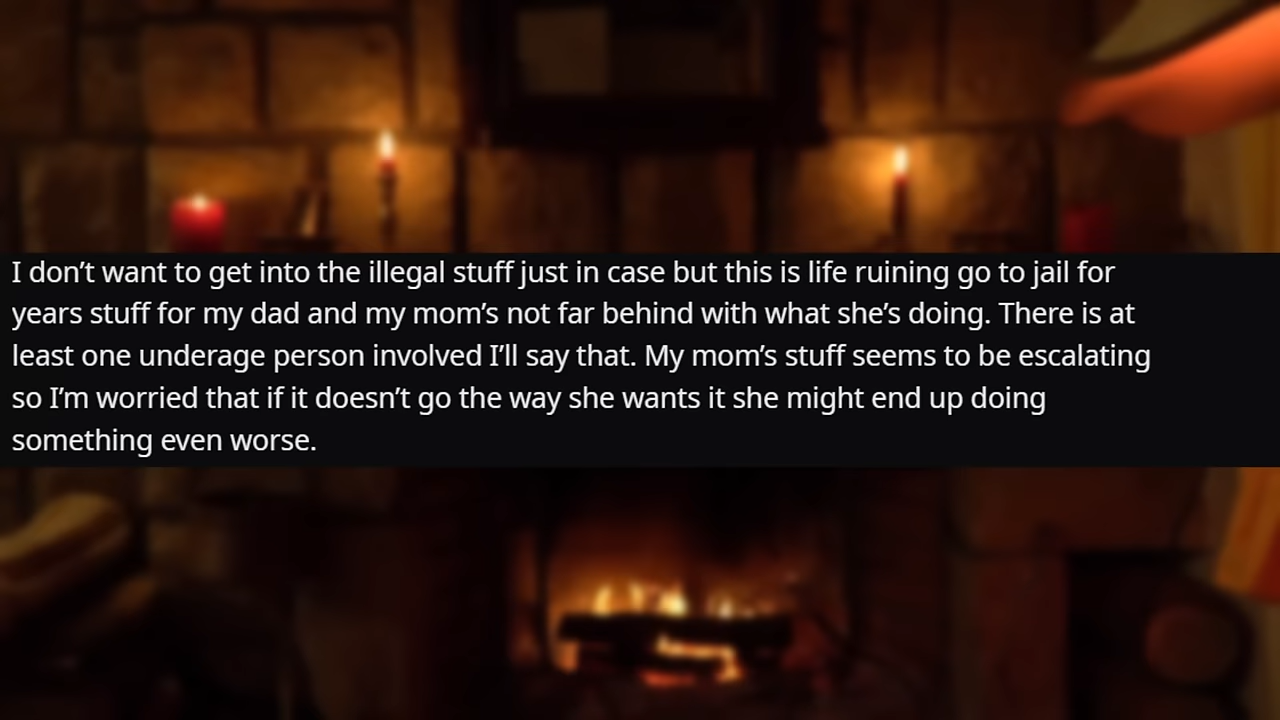 I don’t want to get into the illegal stuff just in case but this is life ruining go to jail for
years stuff for my dad and my mom’s not far behind with what she’s doing. There is at
least one underage person involved I’ll say that. My mom’s stuff seems to be escalating
so I’m worried that if it doesn’t go the way she wants it she might end up doing
something even worse.